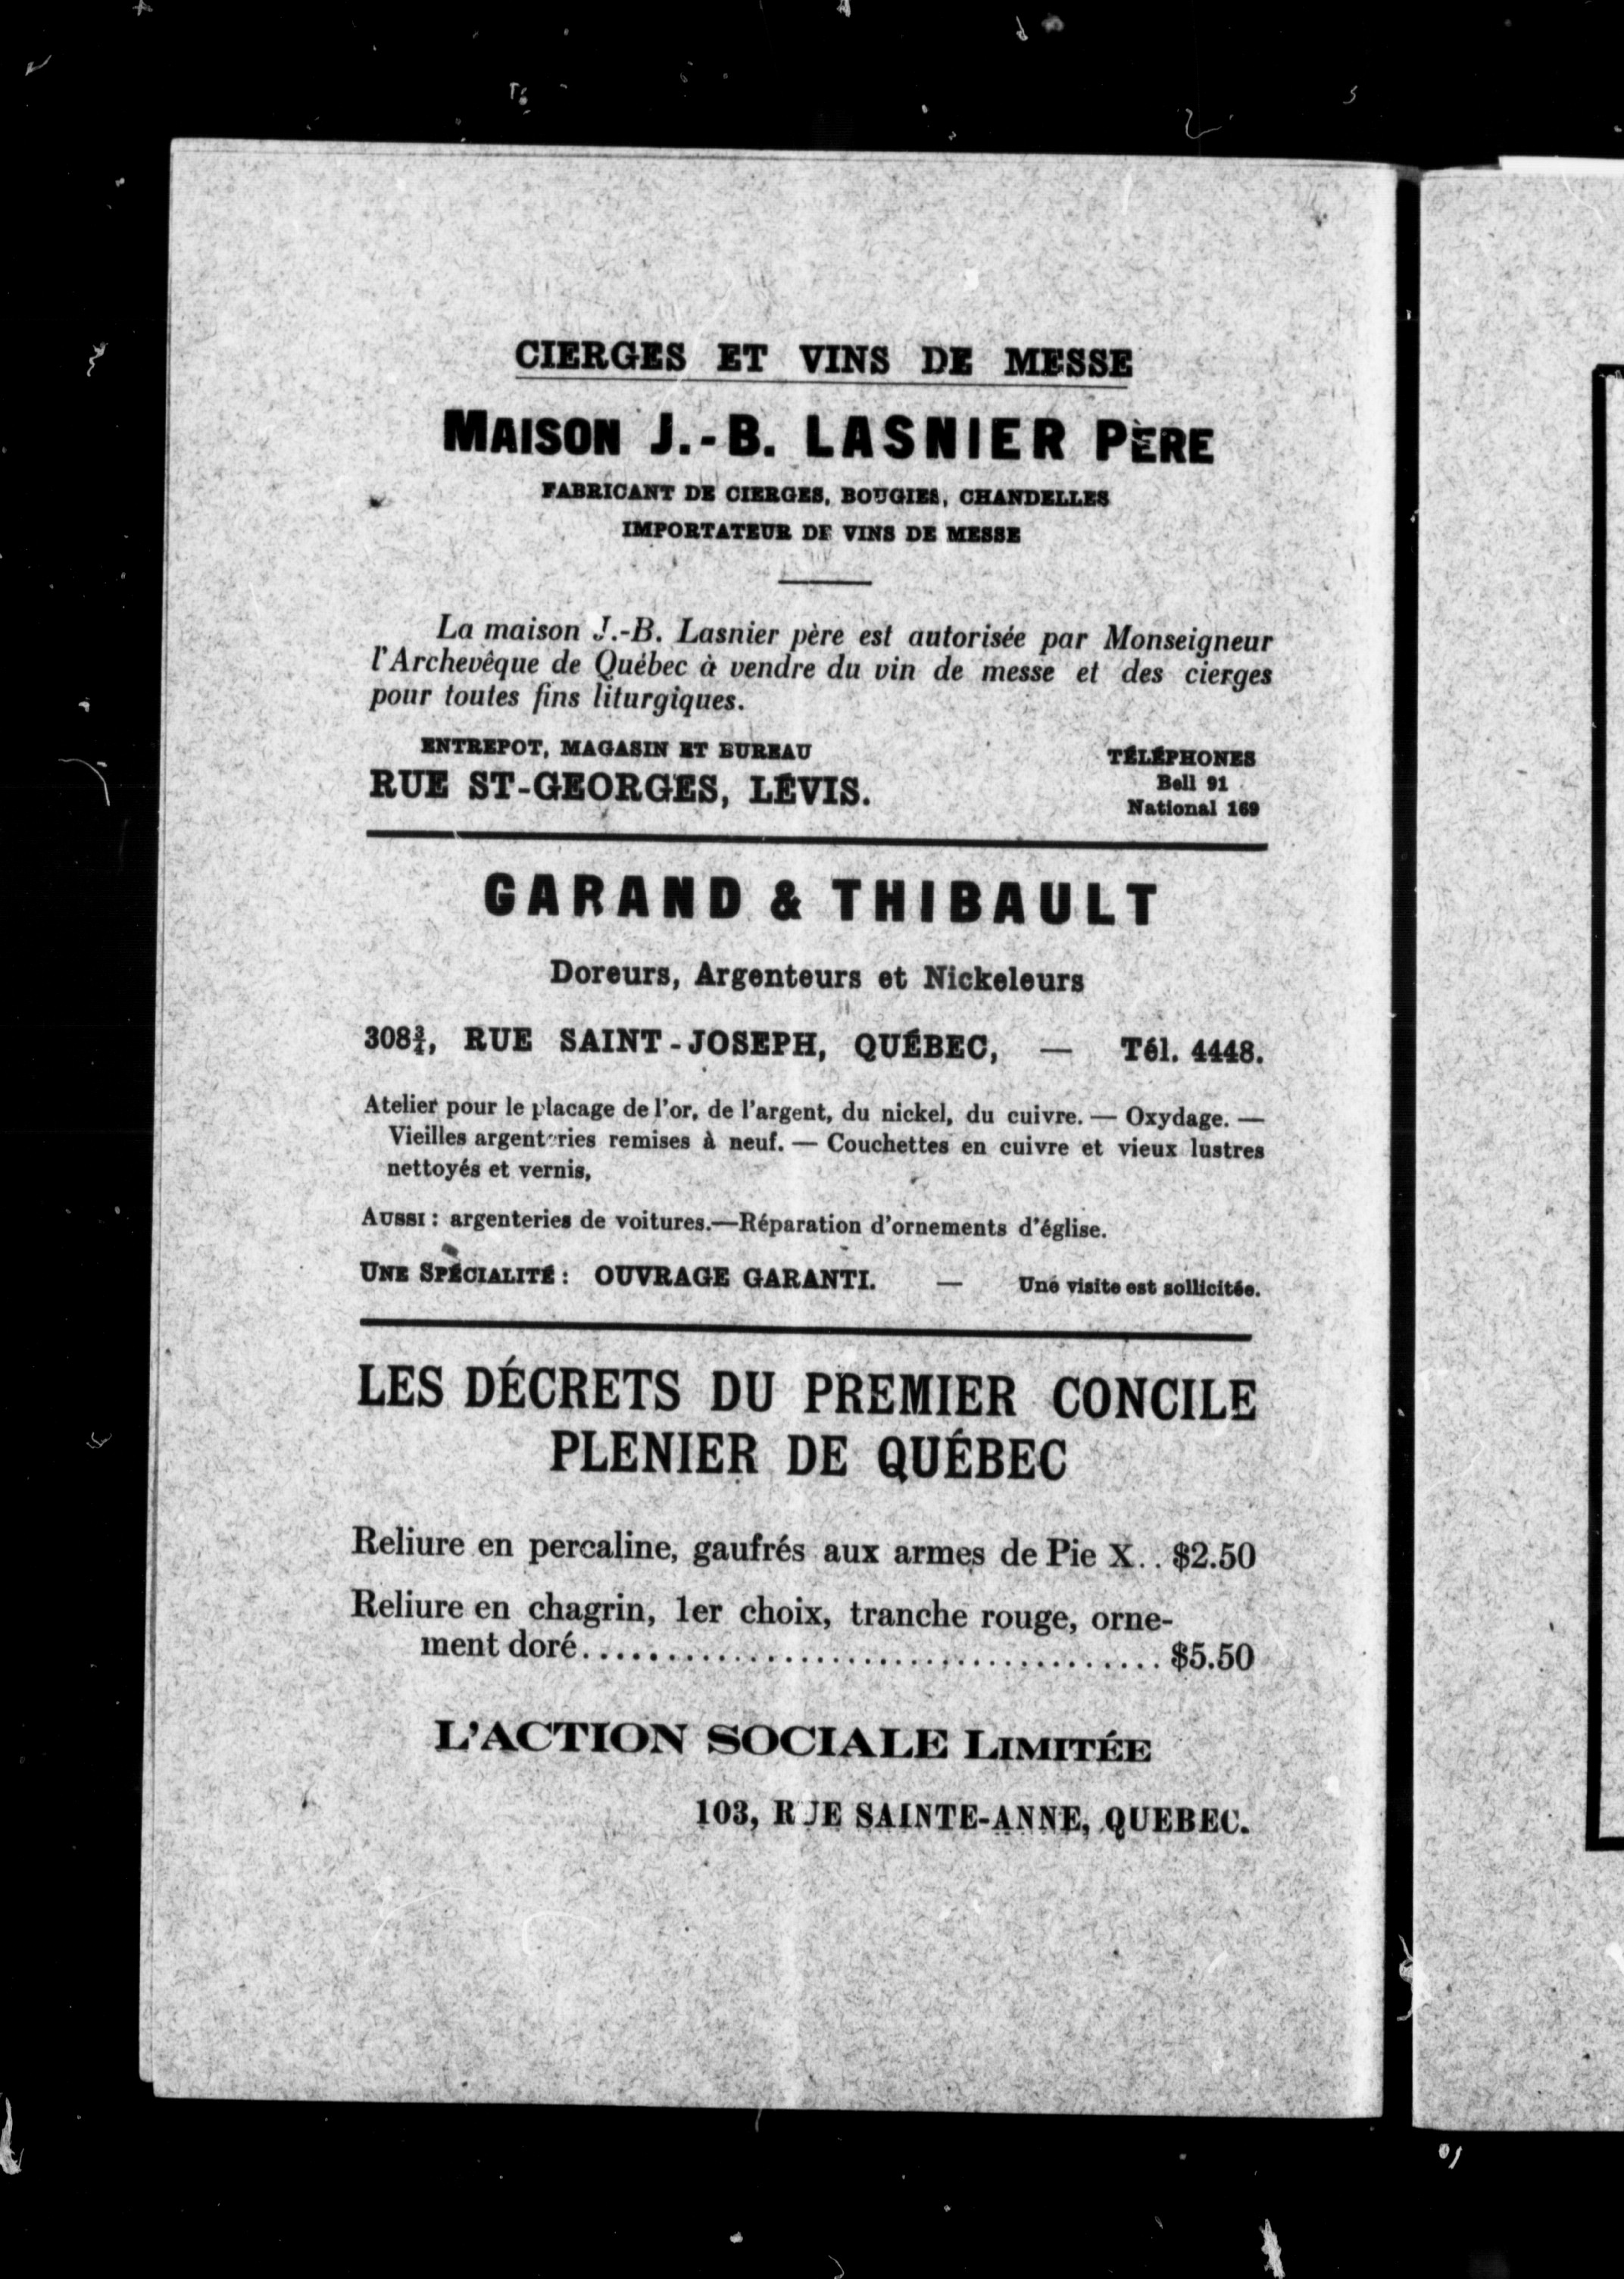 CIERGES ET VINS DE MESSE
MAISON J.-B. LASNIER PÈRE
FABRICANT DE CIERGES, BOUGIES, CHANDELLES
IMPORTATEUR DE VINS DE MESSE
La maison J.-B. Lasnier père est autorisée par Monseigneur
l'Archevêque de Québec à vendre du vin de messe et des cierges
pour toutes fins liturgiques.
ENTREPOT, MAGASIN ET BUREAU
RUE ST-GEORGES, LÉVIS.
TÉLÉPHONES
Bell 91
National 169
GARAND & THIBAULT
Doreurs, Argenteurs et Nickeleurs
308¾, RUE SAINT-JOSEPH, QUÉBEC, — Tél. 4448.
Atelier pour le placage de l'or, de l'argent, du nickel, du cuivre. — Oxydage. —
Vieilles argenteries remises à neuf. — Couchettes en cuivre et vieux lustres
nettoyés et vernis,
AUSSI : argenteries de voitures.—Réparation d'ornements d'église.
UNE SPÉCIALITÉ : OUVRAGE GARANTI. — Une visite est sollicitée.
LES DÉCRETS DU PREMIER CONCILE
PLENIER DE QUÉBEC
Reliure en percaline, gaufrés aux armes de Pie X.. $2.50
Reliure en chagrin, 1er choix, tranche rouge, orne-
ment doré.................................... $5.50
L'ACTION SOCIALE LIMITÉE
103, RUE SAINTE-ANNE, QUEBEC.